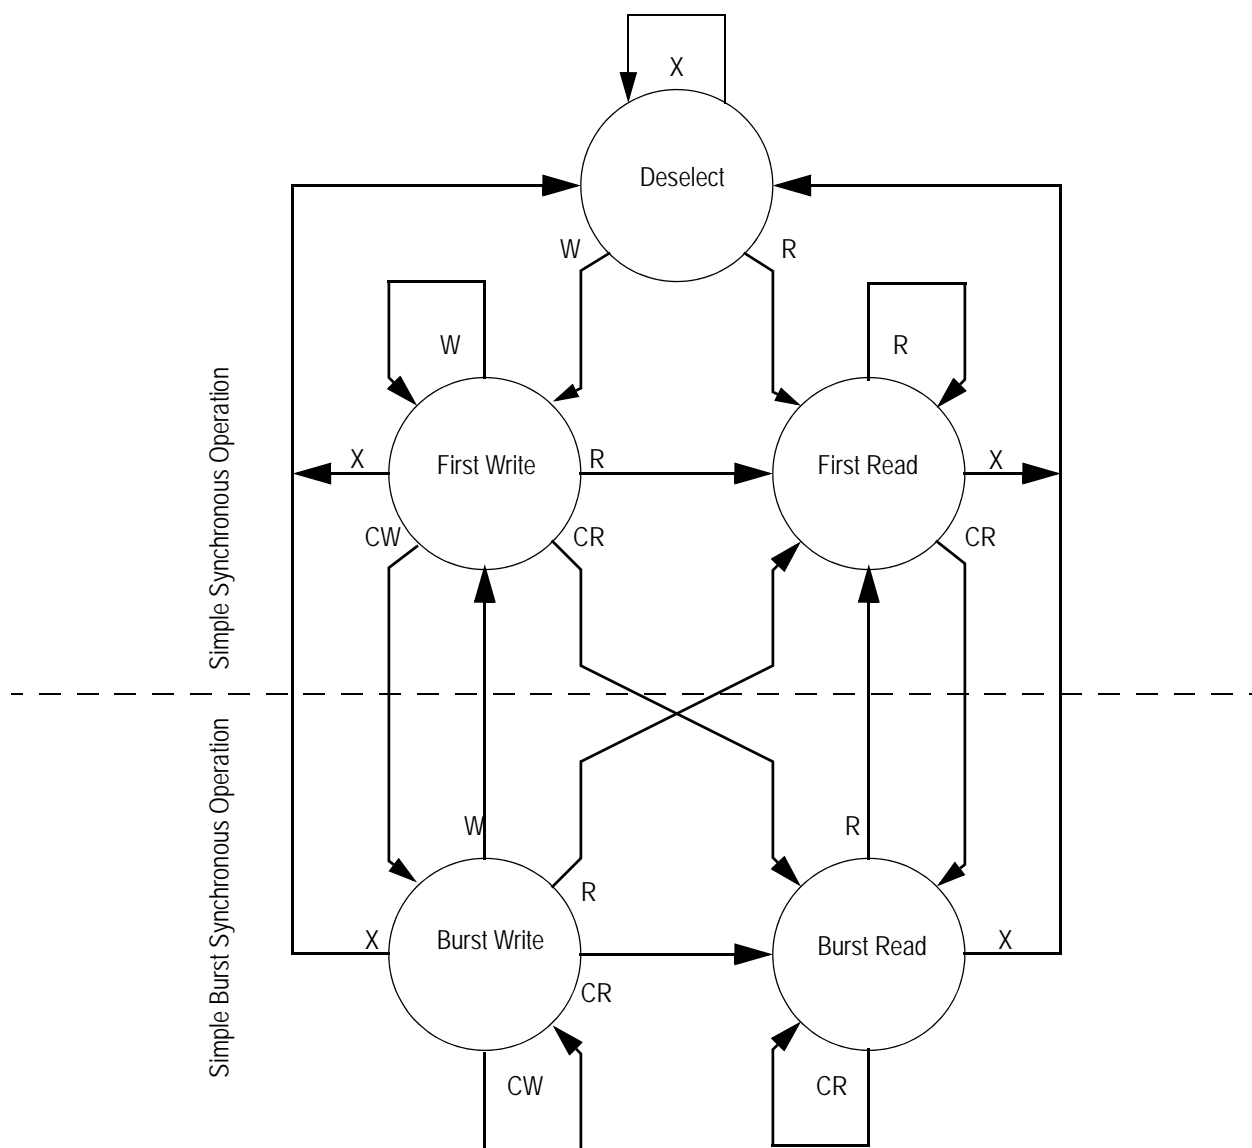 X
Deselect
W
R
W
R
X
First Write
R
First Read
X
CW
CR
CR
Simple Synchronous Operation
Simple Burst Synchronous Operation
W
R
R
X
Burst Write
Burst Read
X
CR
CW
CR